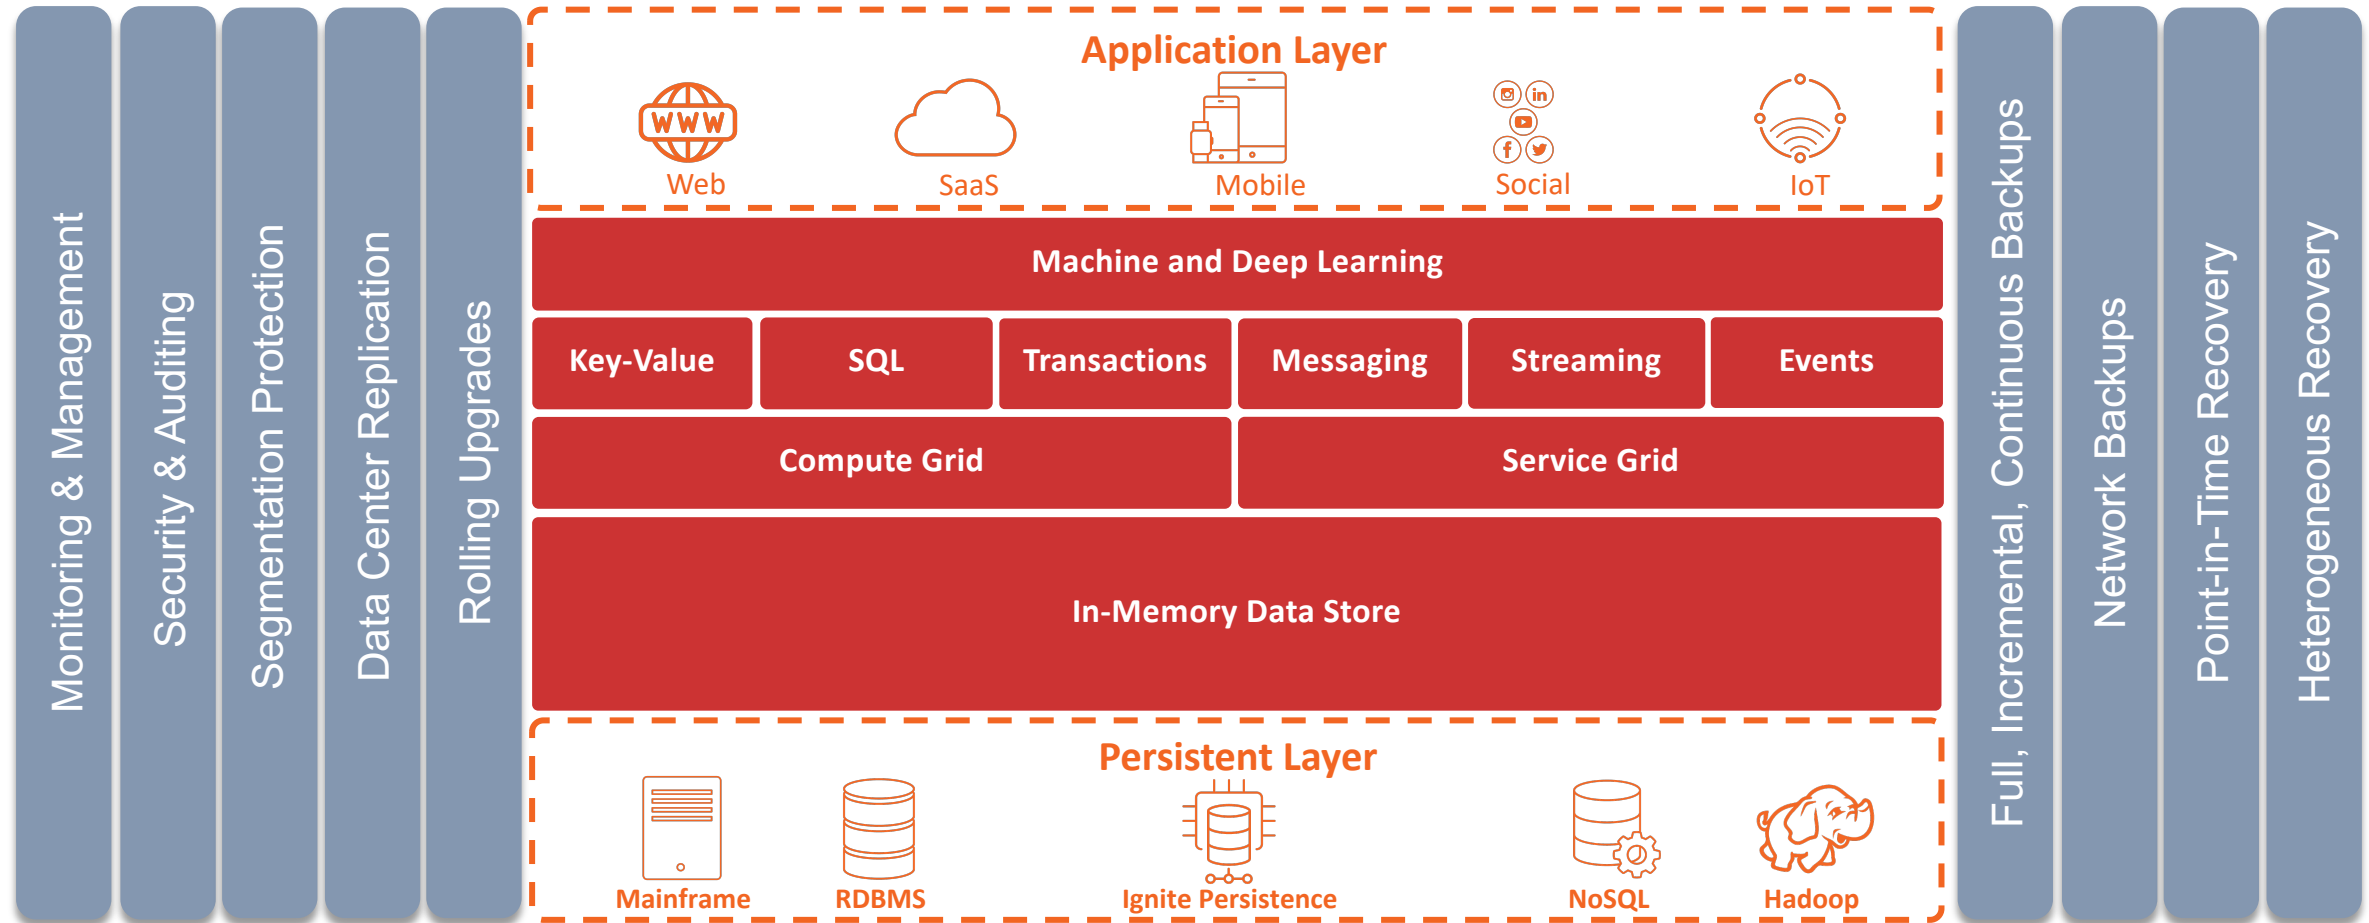 Monitoring & Management
Security & Auditing
Segmentation Protection
Data Center Replication
Rolling Upgrades
Application Layer
WWW
in
f
Web
SaaS
Mobile
Social
IoT
Machine and Deep Learning
Key-Value
SQL
Transactions
Messaging
Streaming
Events
Compute Grid
Service Grid
In-Memory Data Store
Persistent Layer
Mainframe
RDBMS
Ignite Persistence
NoSQL
Hadoop
Full, Incremental, Continuous Backups
Network Backups
Point-in-Time Recovery
Heterogeneous Recovery